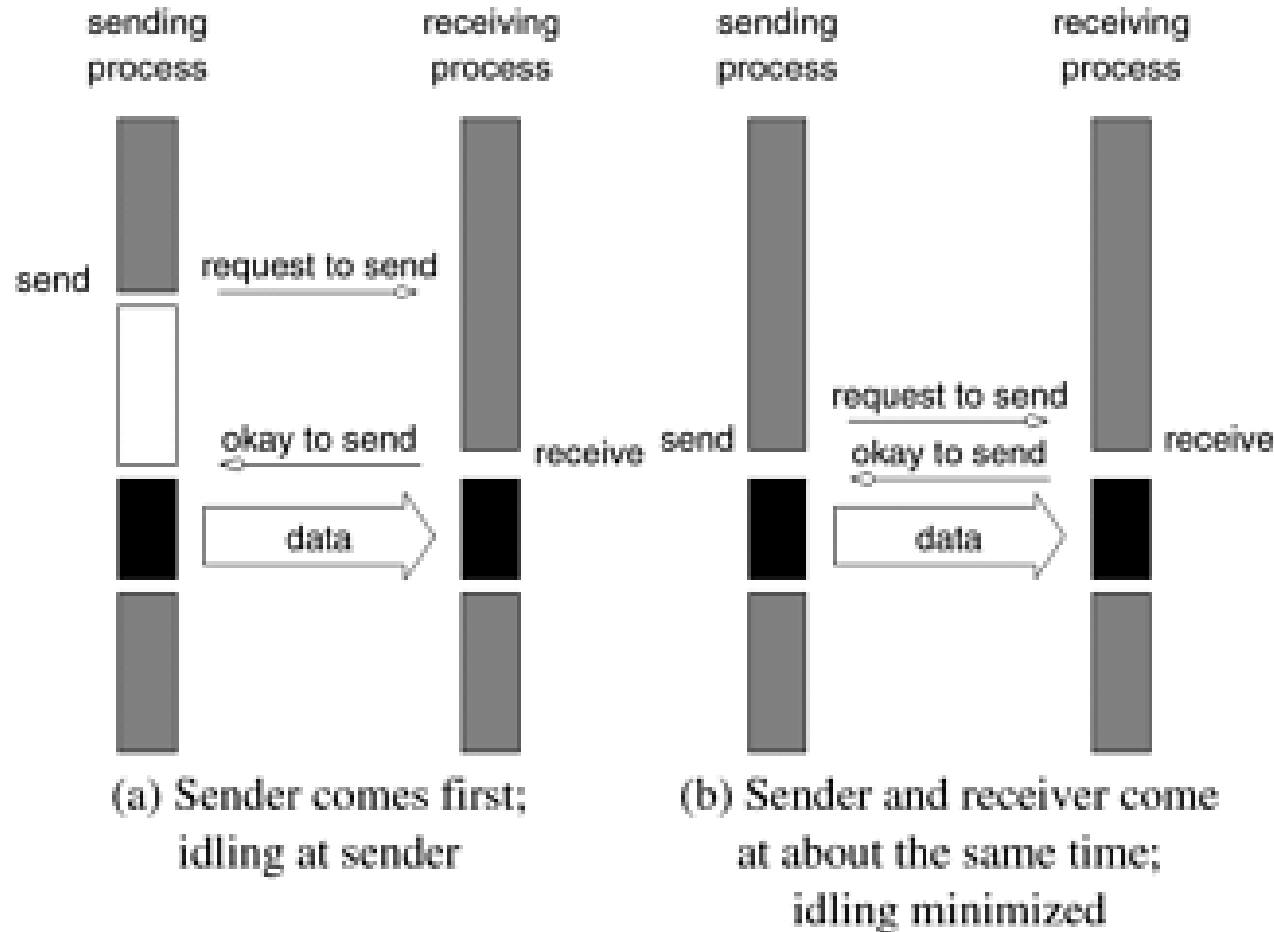 sending
process
receiving
process
send
request to send
okay to send
receive
data
(a) Sender comes first;
idling at sender
sending
process
receiving
process
request to send
send
okay to send
receive
data
(b) Sender and receiver come
at about the same time;
idling minimized